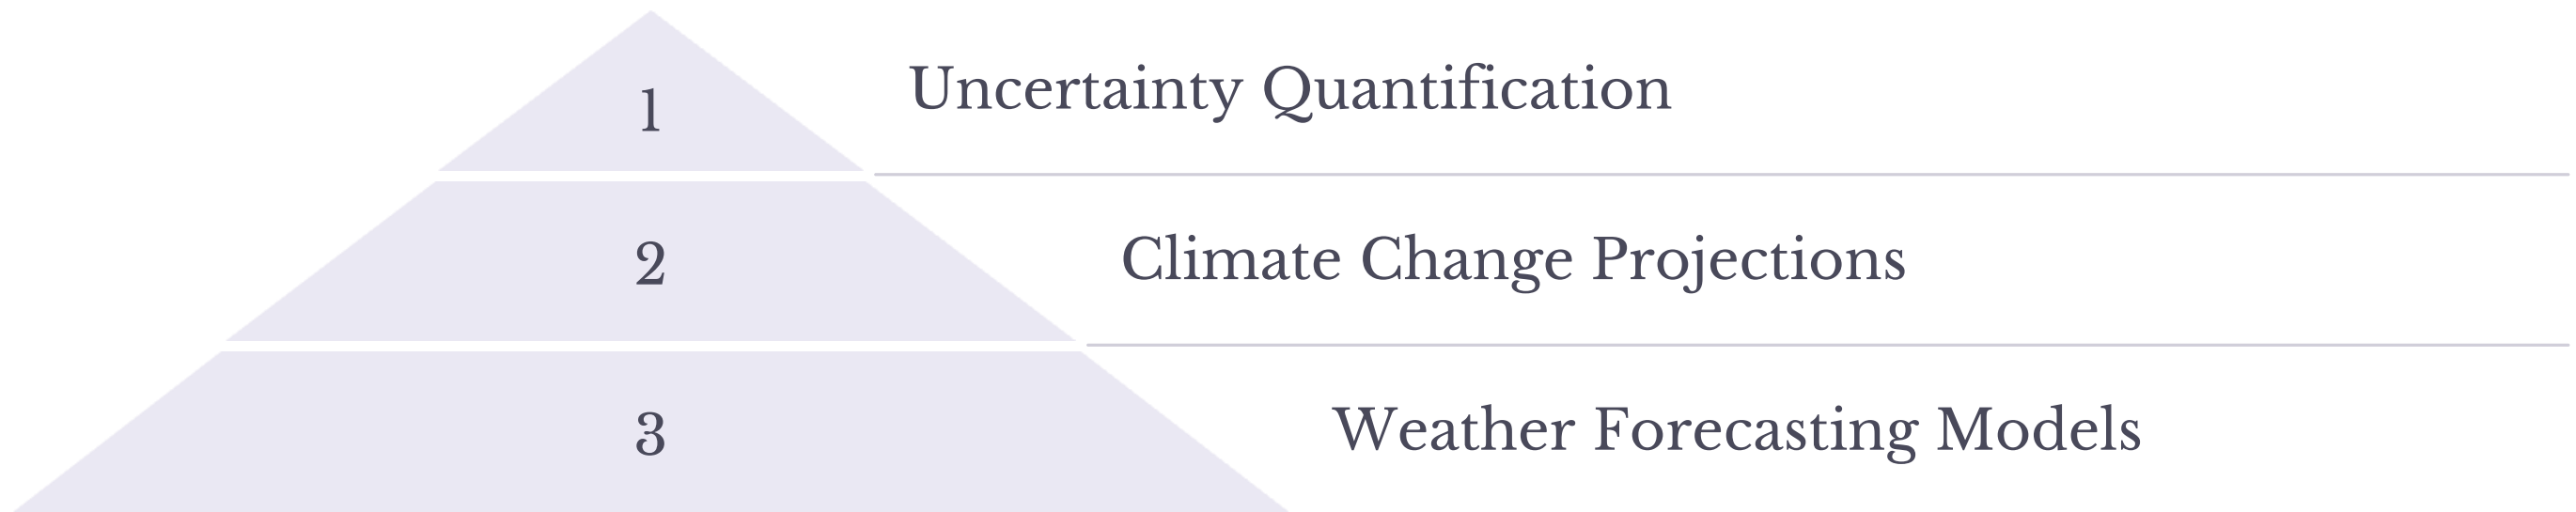 1
Uncertainty Quantification
2
Climate Change Projections
3
Weather Forecasting Models